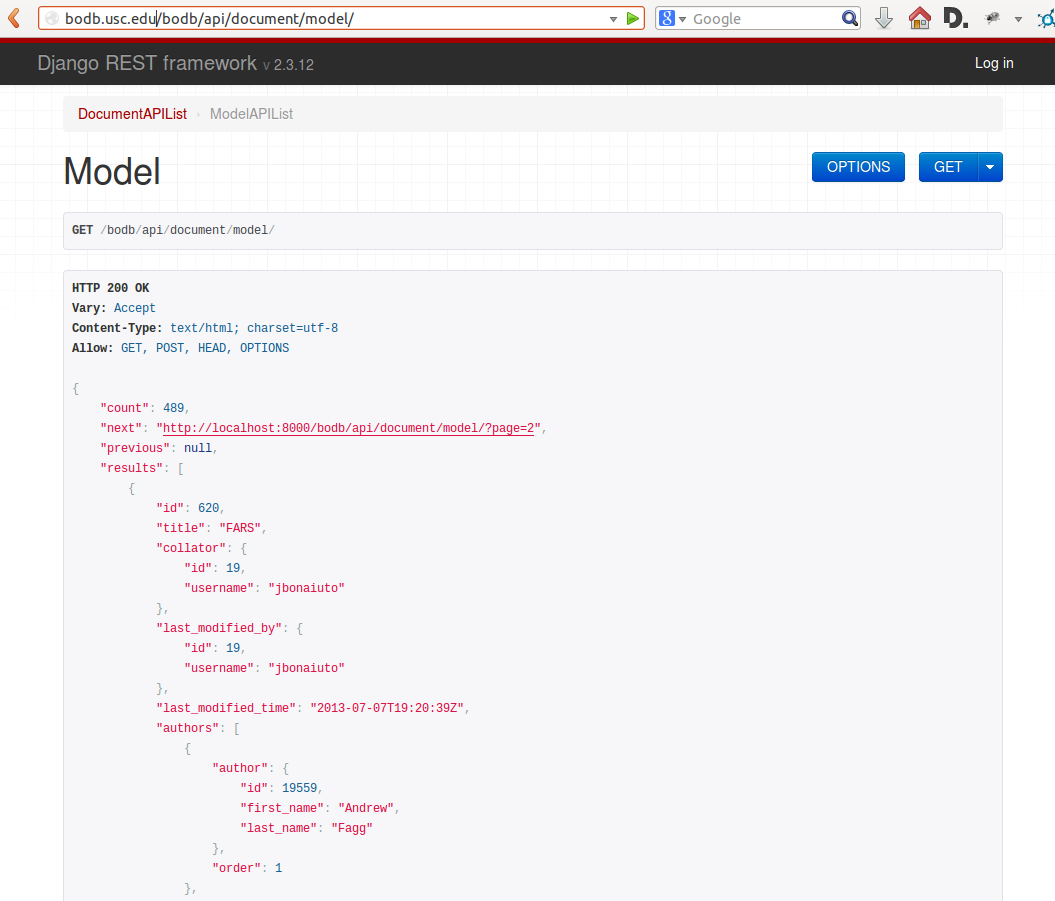 bodb.usc.edu/bodb/api/document/model/
Google
D.
Django REST framework v 2.3.12
Log in
DocumentAPIList › ModelAPIList
Model
OPTIONS
GET
GET /bodb/api/document/model/
HTTP 200 OK
Vary: Accept
Content-Type: text/html; charset=utf-8
Allow: GET, POST, HEAD, OPTIONS
{
"count": 489,
"next": "http://localhost:8000/bodb/api/document/model/?page=2",
"previous": null,
"results": [
{
"id": 620,
"title": "FARS",
"collator": {
"id": 19,
"username": "jbonaiuto"
},
"last_modified_by": {
"id": 19,
"username": "jbonaiuto"
},
"last_modified_time": "2013-07-07T19:20:39Z",
"authors": [
{
"author": {
"id": 19559,
"first_name": "Andrew",
"last_name": "Fagg"
},
"order": 1
},